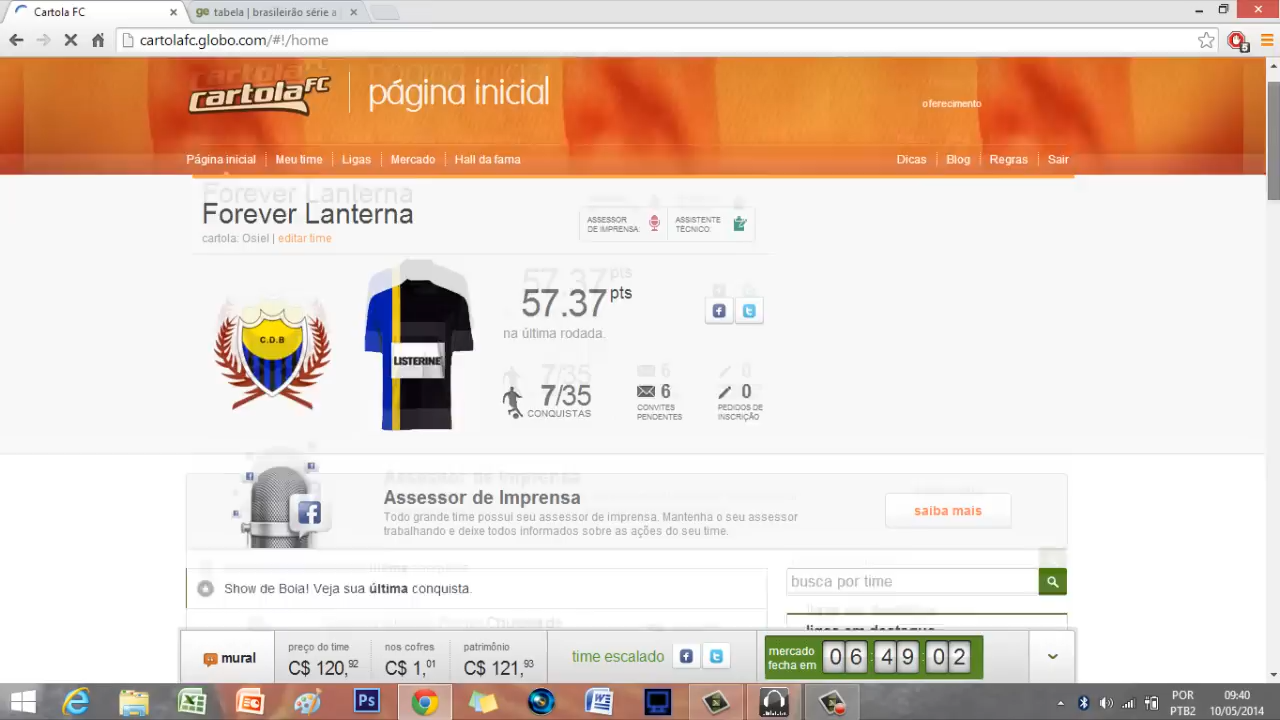 Cartola FC
ge tabela | brasileirão série a
cartolafc.globo.com/#!/home
5
cartola FC página inicial
oferecimento
Página inicial Meu time Ligas Mercado Hall da fama Dicas Blog Regras Sair
Forever Lanterna
cartola: Osiel | editar time
ASSESSOR
DE IMPRENSA.
ASSISTENTE
TÉCNICO.
C.D.B
LISTERINE
57.37 pts
na última rodada.
7/35
CONQUISTAS
6
CONVITES
PENDENTES
0
PEDIDOS DE
INSCRIÇÃO
Assessor de Imprensa
Todo grande time possui seu assessor de imprensa. Mantenha o seu assessor
trabalhando e deixe todos informados sobre as ações do seu time.
saiba mais
Show de Bola! Veja sua última conquista.
busca por time
ligas em destaque
mural
preço do time
C$ 120,92
nos cofres
C$ 1,01
patrimônio
C$ 121,93
time escalado
mercado
fecha em
06:49:02
POR
PTB2
09:40
10/05/2014